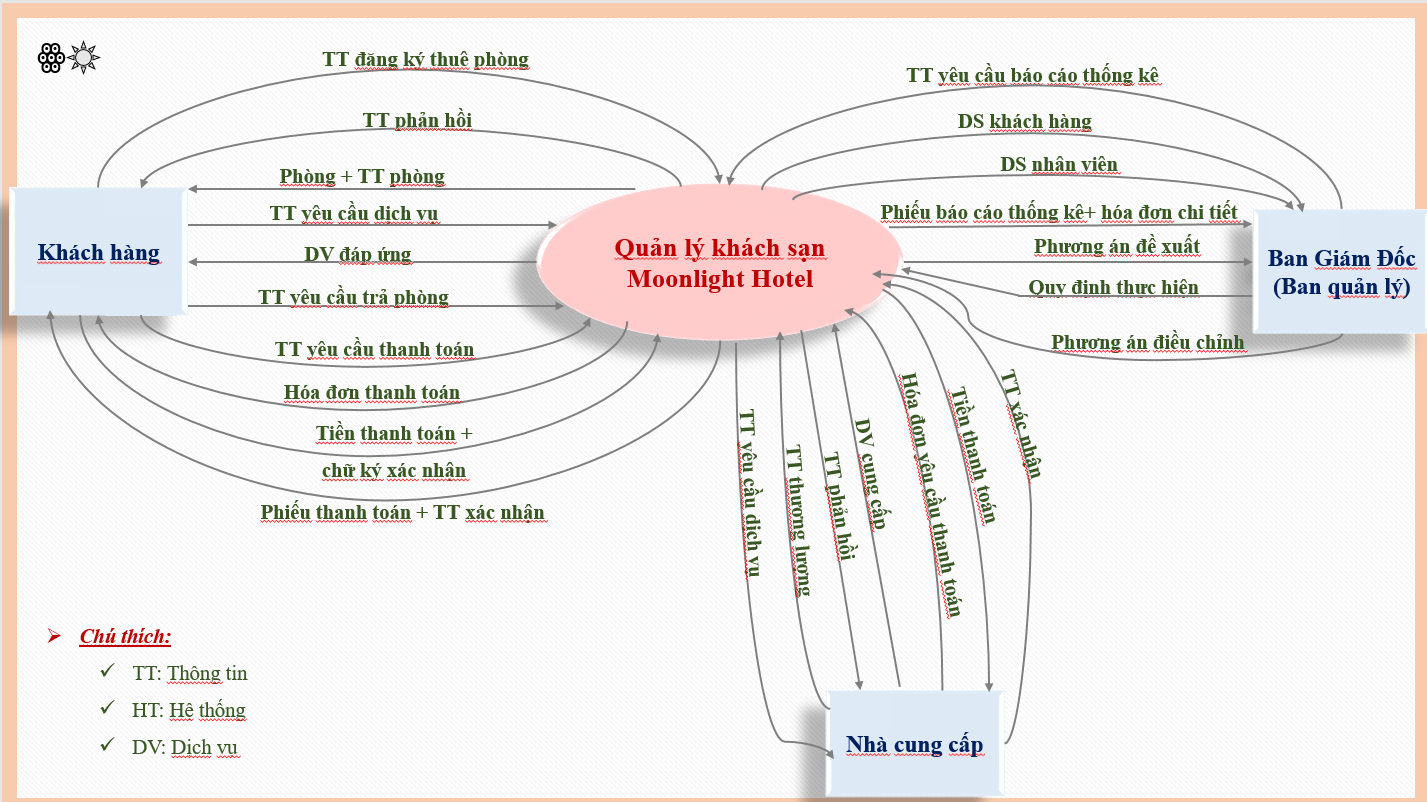 TT đăng ký thuê phòng
TT phản hồi
Phòng + TT phòng
TT yêu cầu dịch vụ
DV đáp ứng
TT yêu cầu trả phòng
Khách hàng
TT yêu cầu thanh toán
Hóa đơn thanh toán
Tiền thanh toán +
chữ ký xác nhận
Phiếu thanh toán + TT xác nhận
Quản lý khách sạn
Moonlight Hotel
TT yêu cầu báo cáo thống kê
DS khách hàng
DS nhân viên
Phiếu báo cáo thống kê+ hóa đơn chi tiết
Phương án đề xuất
Quy định thực hiện
Phương án điều chỉnh
Ban Giám Đốc
(Ban quản lý)
TT yêu cầu dịch vụ
TT thương lượng
TT phản hồi
DV cung cấp
Hóa đơn yêu cầu thanh toán
Tiền thanh toán
TT xác nhận
Nhà cung cấp
Chú thích:
TT: Thông tin
HT: Hệ thống
DV: Dịch vụ